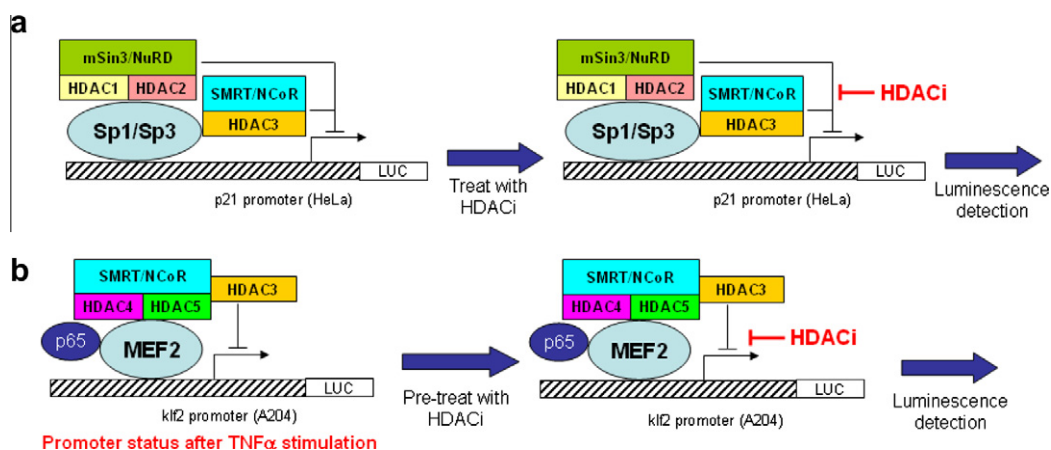 a
mSin3/NuRD
HDAC1 HDAC2
SMRT/NCoR
HDAC3
Sp1/Sp3
LUC
p21 promoter (HeLa)
Treat with
HDACi
mSin3/NuRD
HDAC1 HDAC2
SMRT/NCoR
HDAC3
Sp1/Sp3
LUC
p21 promoter (HeLa)
HDACi
Luminescence
detection
b
SMRT/NCoR
HDAC4 HDAC5
HDAC3
p65
MEF2
LUC
klf2 promoter (A204)
Promoter status after TNFα stimulation
Pre-treat with
HDACi
SMRT/NCoR
HDAC4 HDAC5
HDAC3
p65
MEF2
LUC
klf2 promoter (A204)
HDACi
Luminescence
detection